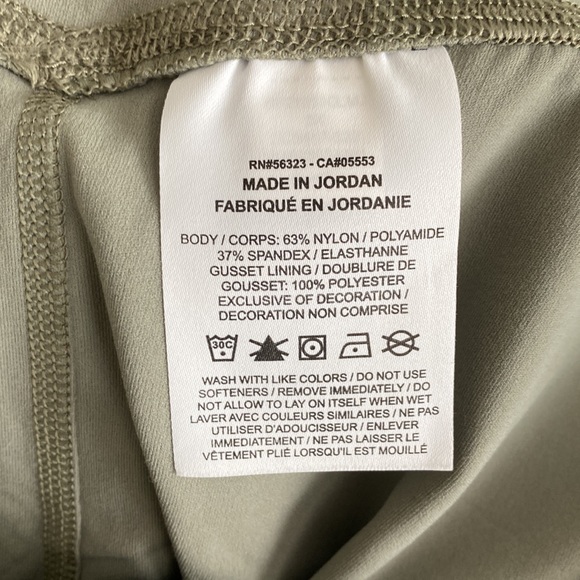 RN#56323 - CA#05553
MADE IN JORDAN
FABRIQUÉ EN JORDANIE
BODY / CORPS: 63% NYLON / POLYAMIDE
37% SPANDEX / ELASTHANNE
GUSSET LINING / DOUBLURE DE
GOUSSET: 100% POLYESTER
EXCLUSIVE OF DECORATION /
DECORATION NON COMPRISE
30C
WASH WITH LIKE COLORS / DO NOT USE
SOFTENERS / REMOVE IMMEDIATELY / DO
NOT ALLOW TO LAY ON ITSELF WHEN WET
LAVER AVEC COULEURS SIMILAIRES / NE PAS
UTILISER D'ADOUCISSEUR / ENLEVER
IMMEDIATEMENT / NE PAS LAISSER LE
VÊTEMENT PLIÉ LORSQU'IL EST MOUILLÉ